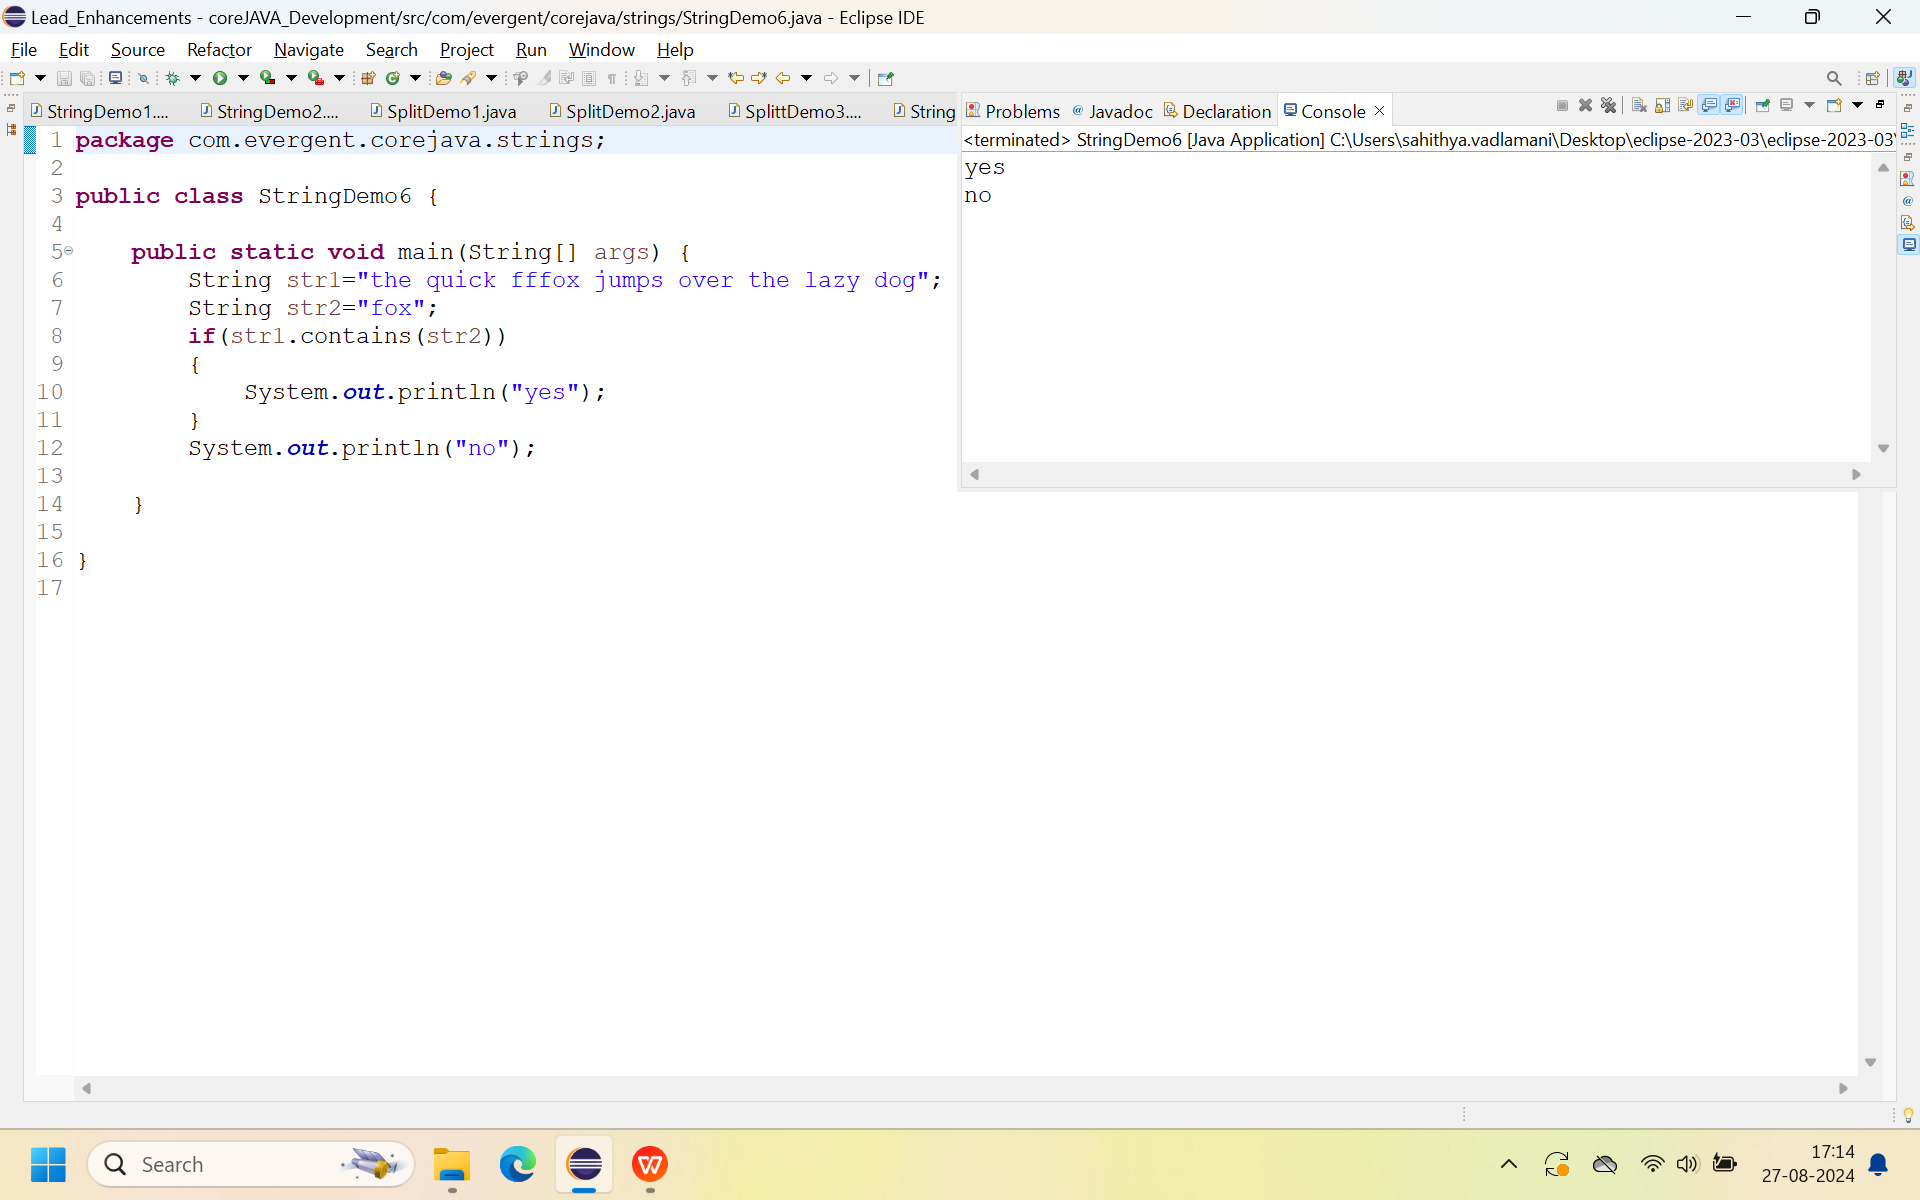 Lead_Enhancements - coreJAVA_Development/src/com/evergent/corejava/strings/StringDemo6.java - Eclipse IDE
File Edit Source Refactor Navigate Search Project Run Window Help
StringDemo1.... StringDemo2.... SplitDemo1.java SplitDemo2.java SplittDemo3.... String
Problems @ Javadoc Declaration Console
<terminated> StringDemo6 [Java Application] C:\Users\sahithya.vadlamani\Desktop\eclipse-2023-03\eclipse-2023-03\
yes
no
1 package com.evergent.corejava.strings;
2
3 public class StringDemo6 {
4
5     public static void main(String[] args) {
6         String str1="the quick fffox jumps over the lazy dog";
7         String str2="fox";
8         if(str1.contains(str2))
9         {
10             System.out.println("yes");
11         }
12         System.out.println("no");
13
14     }
15
16 }
17
Search
17:14
27-08-2024